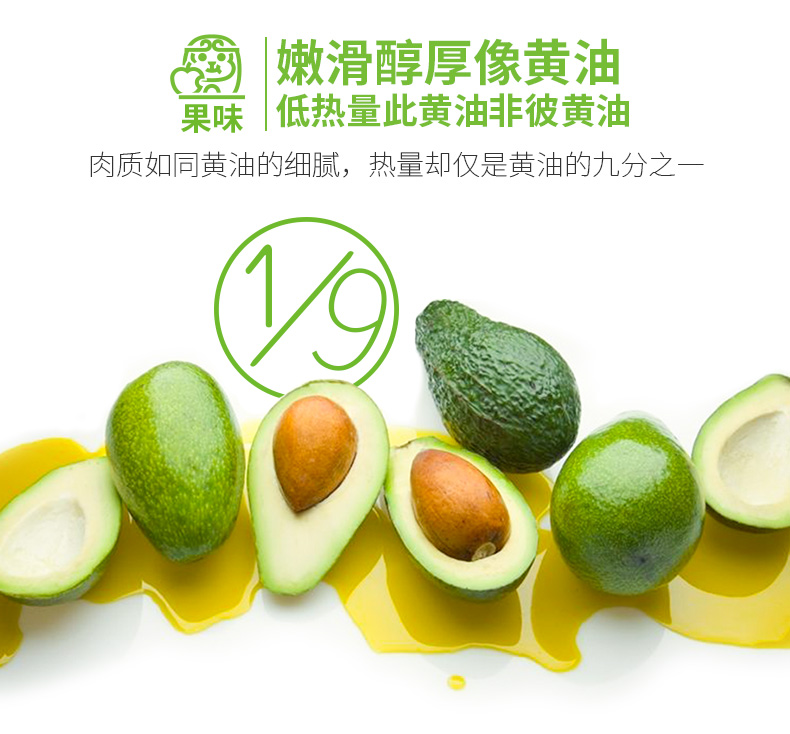 果味
嫩滑醇厚像黄油
低热量此黄油非彼黄油
肉质如同黄油的细腻，热量却仅是黄油的九分之一
1/9